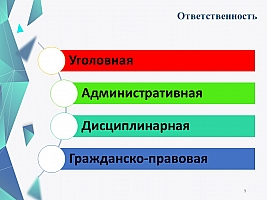 Ответственность
Уголовная
Административная
Дисциплинарная
Гражданско-правовая